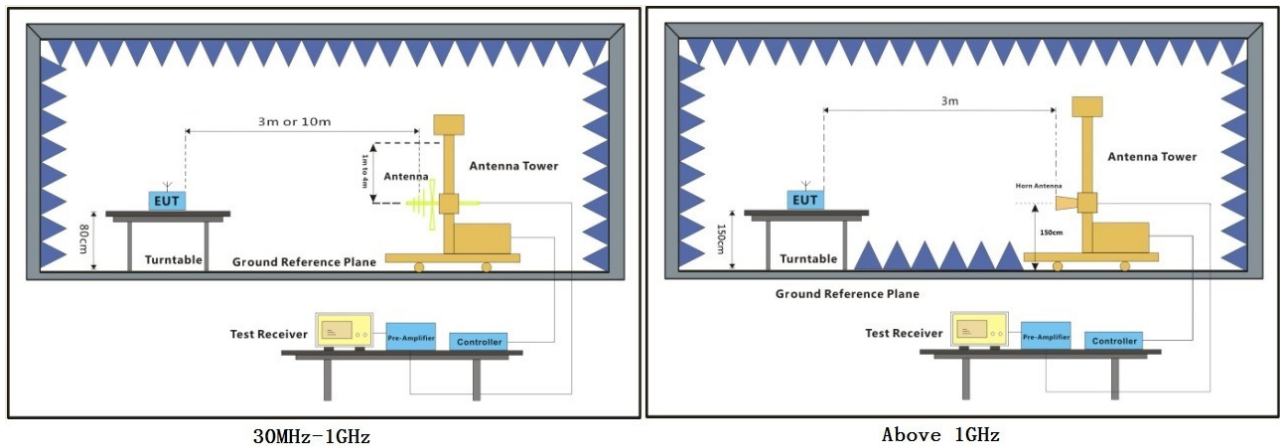 3m or 10m
1m to 4m
Antenna
Antenna Tower
EUT
80cm
Turntable
Ground Reference Plane
Test Receiver
Pre-Amplifier
Controller
30MHz-1GHz
3m
Antenna Tower
Horn Antenna
EUT
150cm
150cm
Turntable
Ground Reference Plane
Test Receiver
Pre-Amplifier
Controller
Above 1GHz